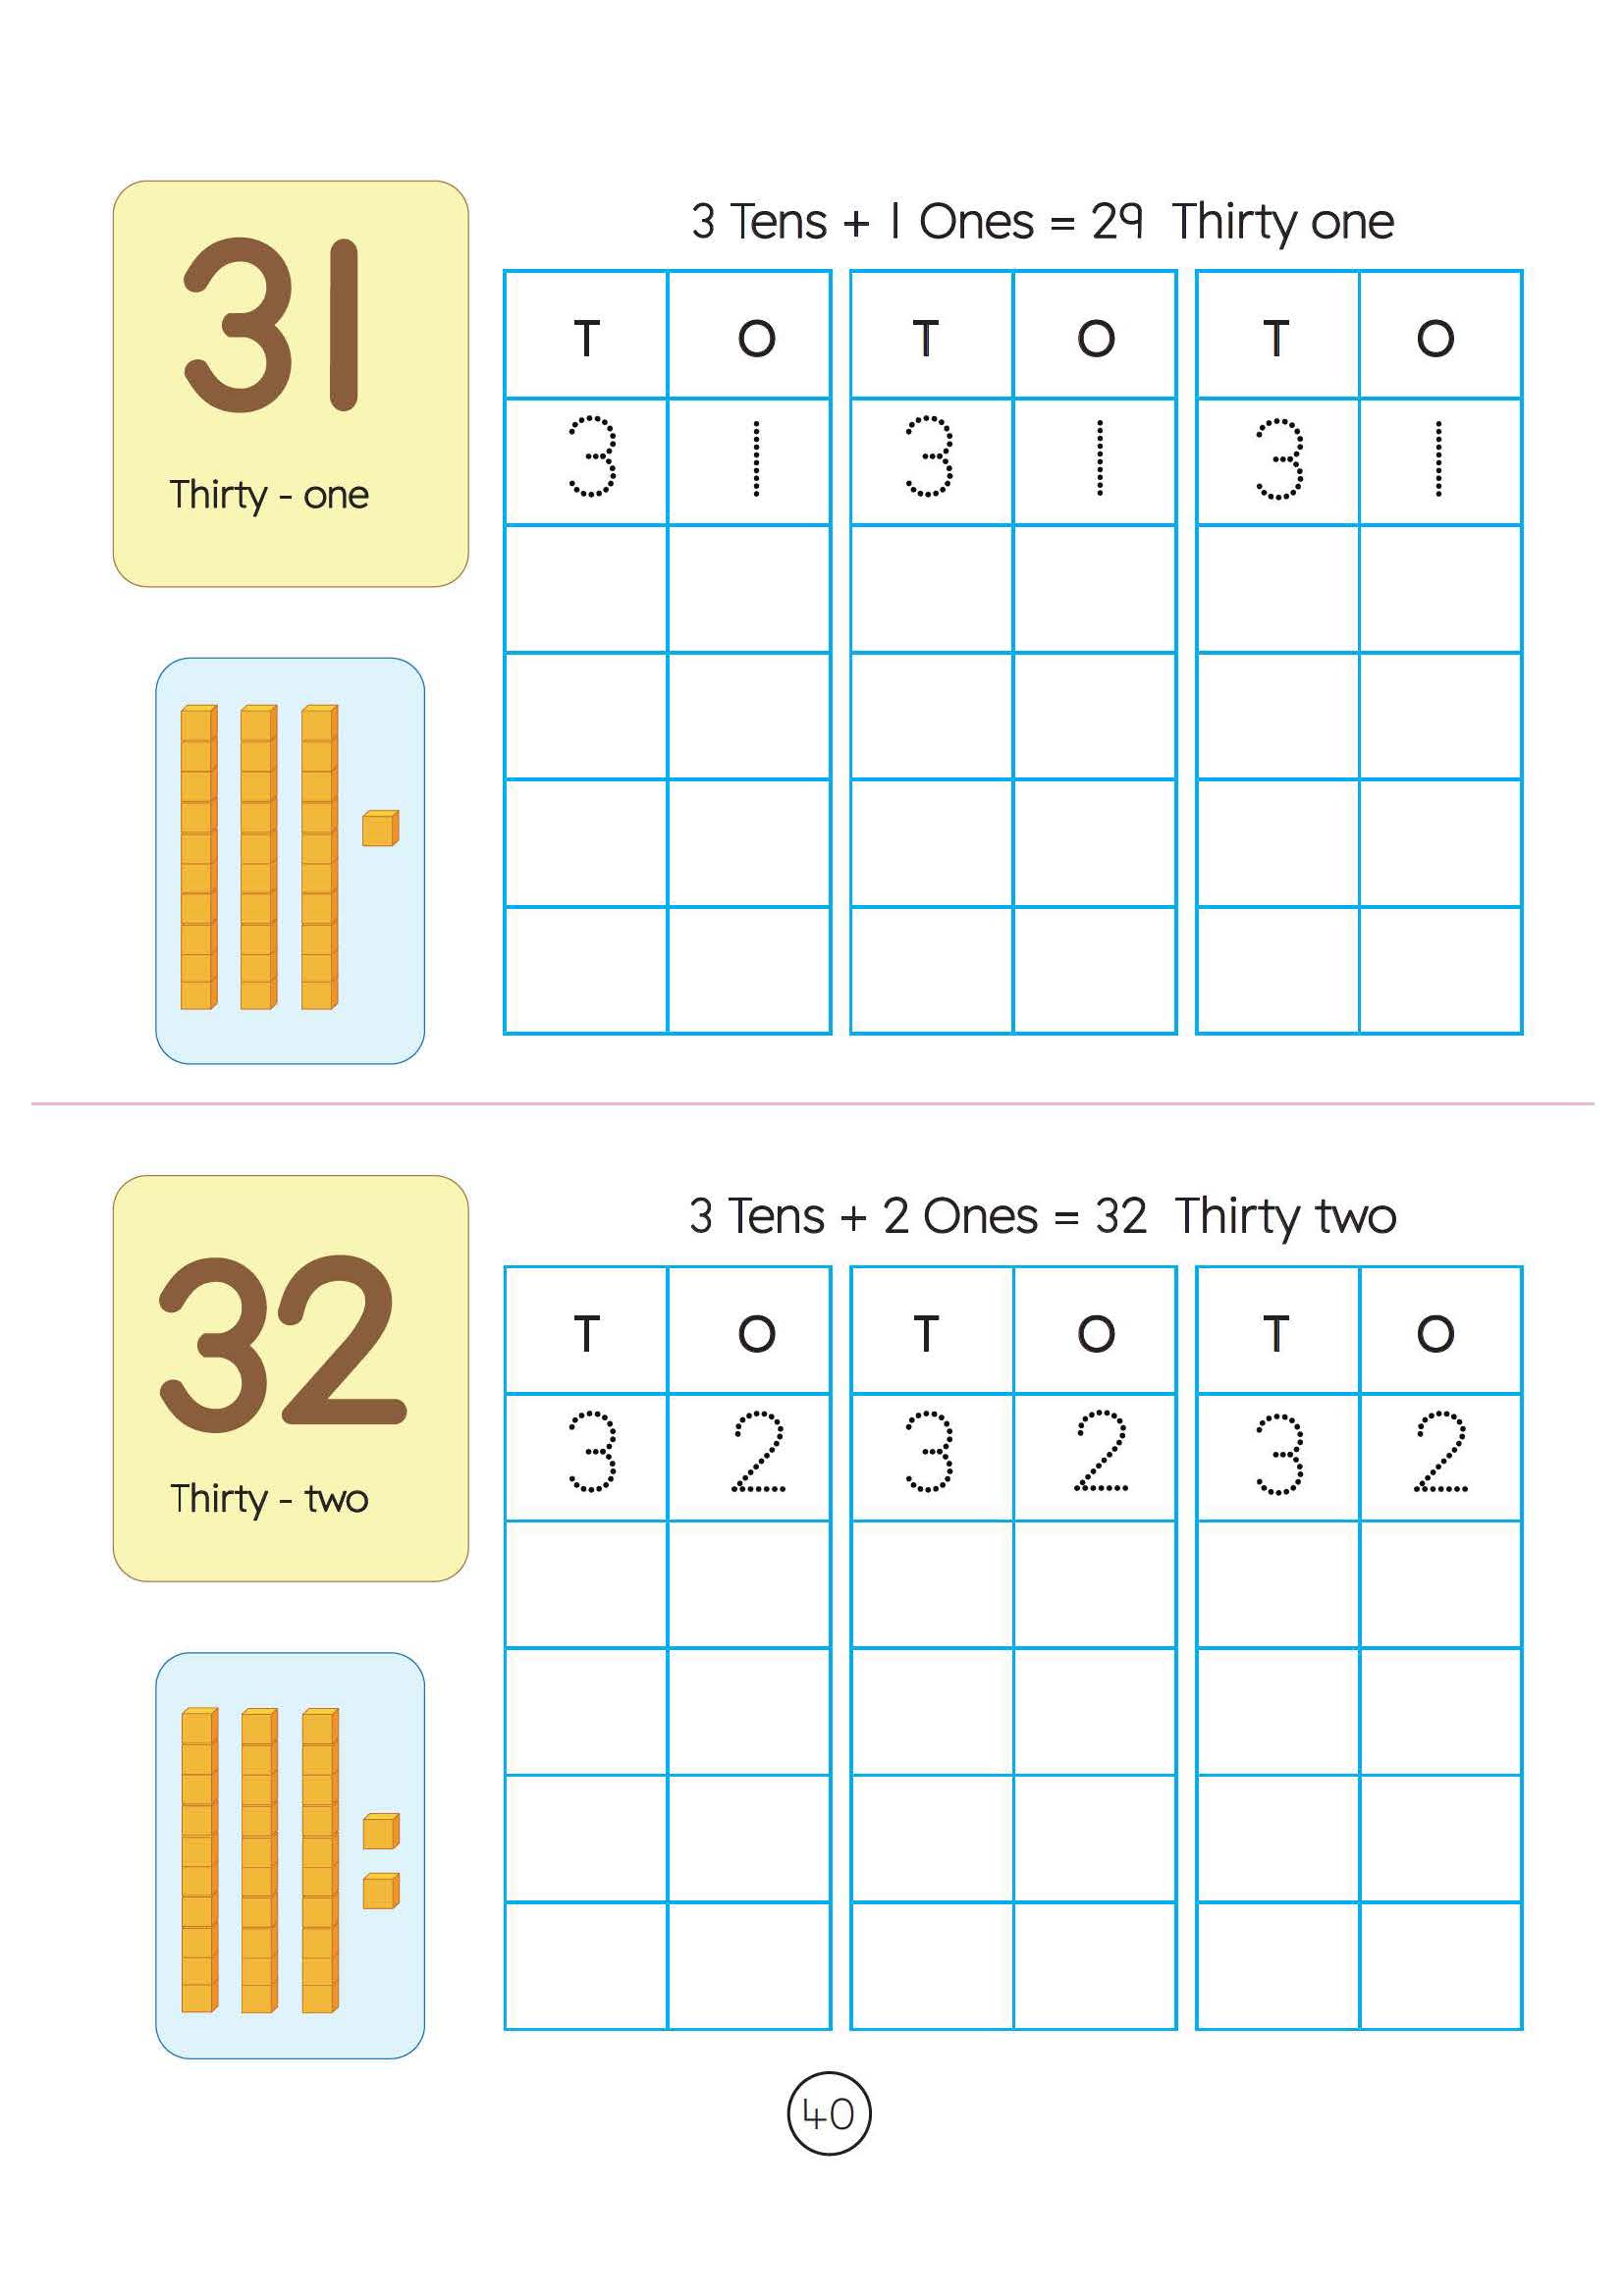 31
Thirty - one
3 Tens + 1 Ones = 29 Thirty one
T O T O T O
3 1 3 1 3 1
32
Thirty - two
3 Tens + 2 Ones = 32 Thirty two
T O T O T O
3 2 3 2 3 2
40